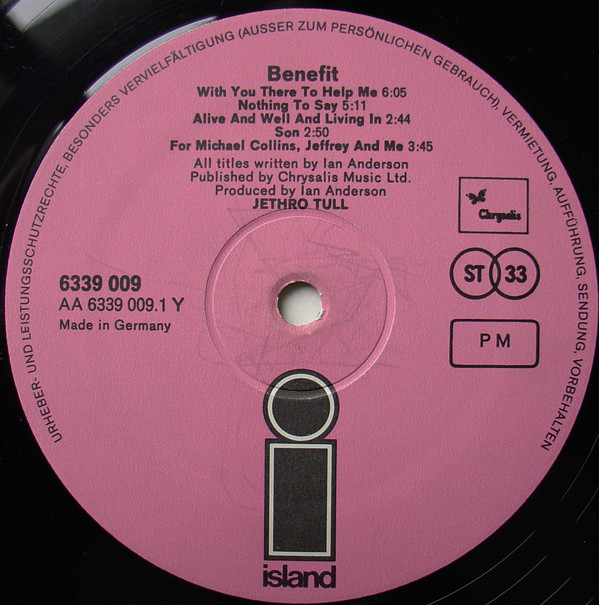 URHEBER- UND LEISTUNGSSCHUTZRECHTE, BESONDERS VERVIELFÄLTIGUNG (AUSSER ZUM PERSÖNLICHEN GEBRAUCH), VERMIETUNG, AUFFÜHRUNG, SENDUNG, VORBEHALTEN
Benefit
With You There To Help Me 6:05
Nothing To Say 5:11
Alive And Well And Living In 2:44
Son 2:50
For Michael Collins, Jeffrey And Me 3:45
All titles written by Ian Anderson
Published by Chrysalis Music Ltd.
Produced by Ian Anderson
JETHRO TULL
Chrysalis
6339 009
AA 6339 009.1 Y
Made in Germany
ST 33
PM
island